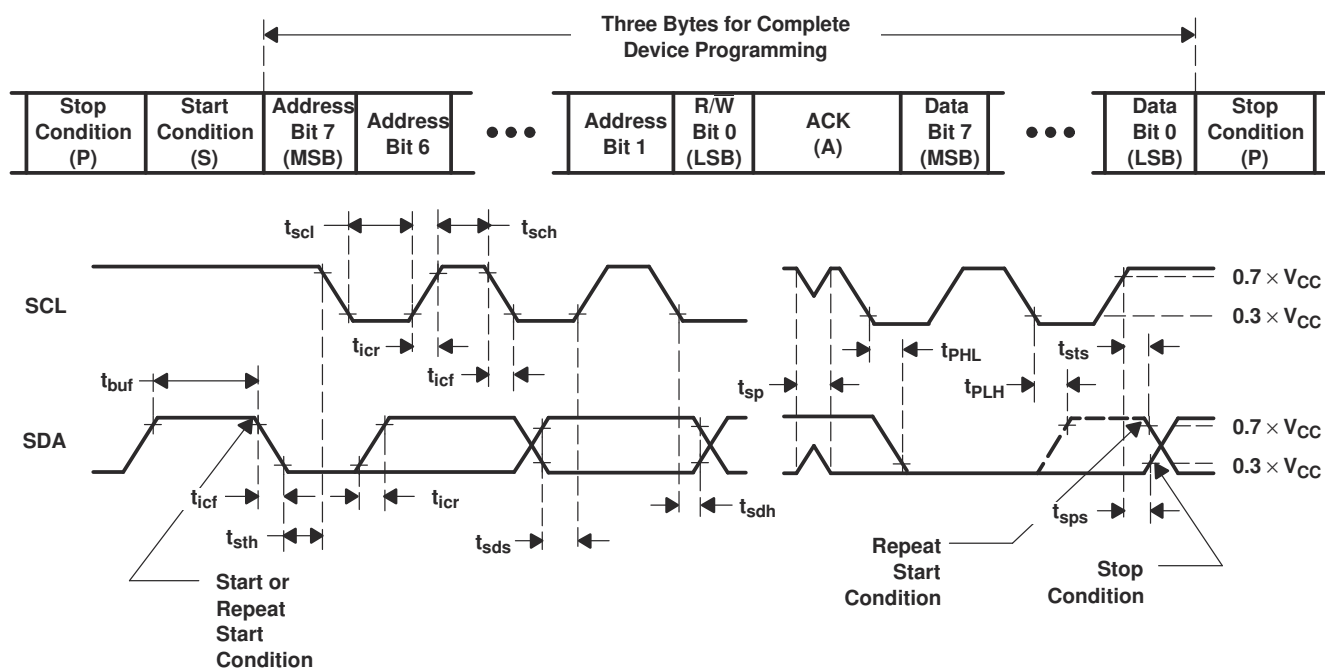 Three Bytes for Complete
Device Programming
Stop
Condition
(P)
Start
Condition
(S)
Address
Bit 7
(MSB)
Address
Bit 6
Address
Bit 1
R/W̅
Bit 0
(LSB)
ACK
(A)
Data
Bit 7
(MSB)
Data
Bit 0
(LSB)
Stop
Condition
(P)
tscl
tsch
SCL
0.7 × VCC
0.3 × VCC
ticr
ticf
tPHL
tsts
tbuf
tsp
tPLH
SDA
0.7 × VCC
0.3 × VCC
ticf
ticr
tsdh
tsps
tsth
tsds
Start or
Repeat
Start
Condition
Repeat
Start
Condition
Stop
Condition